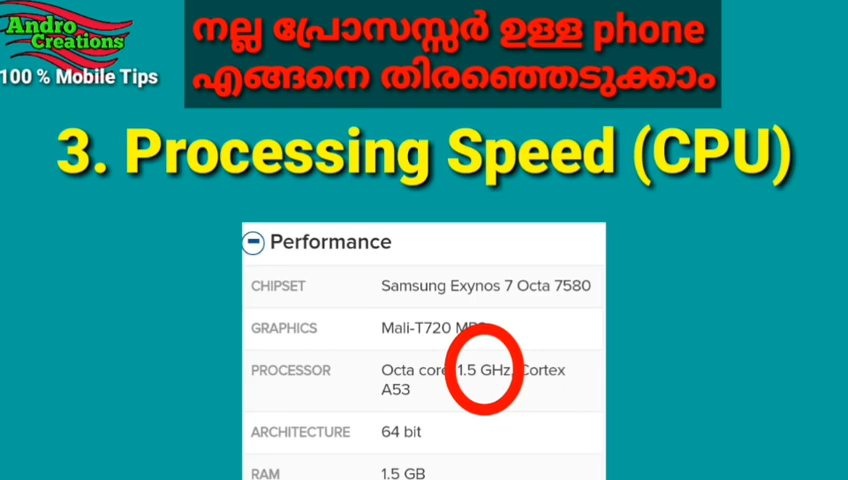 Andro
Creations
100 % Mobile Tips
നല്ല പ്രോസസ്സർ ഉള്ള phone
എങ്ങനെ തിരഞ്ഞെടുക്കാം
3. Processing Speed (CPU)
Performance
CHIPSET Samsung Exynos 7 Octa 7580
GRAPHICS Mali-T720
PROCESSOR Octa core, 1.5 GHz, Cortex
A53
ARCHITECTURE 64 bit
RAM 1.5 GB